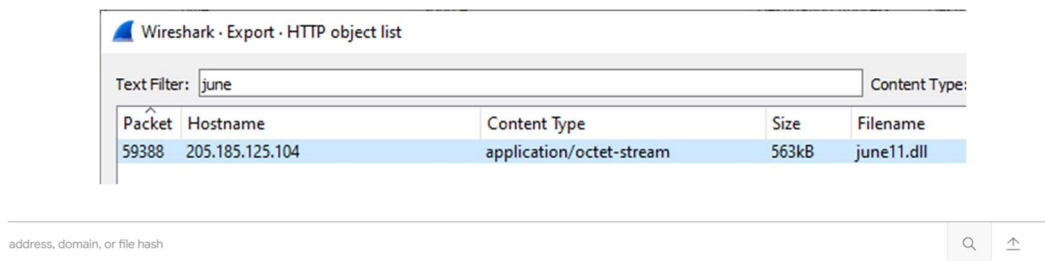 Wireshark · Export · HTTP object list
Text Filter: june Content Type:
Packet Hostname Content Type Size Filename
59388 205.185.125.104 application/octet-stream 563kB june11.dll
address, domain, or file hash